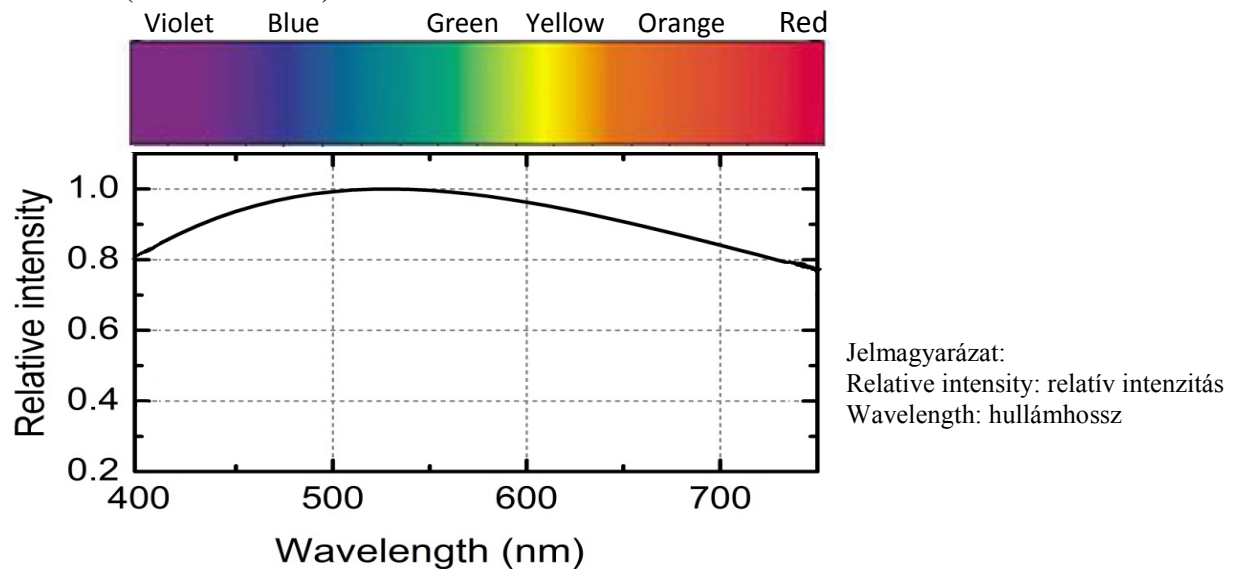 Violet Blue Green Yellow Orange Red
Relative intensity
1.0
0.8
0.6
0.4
0.2
400 500 600 700
Wavelength (nm)
Jelmagyarázat:
Relative intensity: relatív intenzitás
Wavelength: hullámhossz